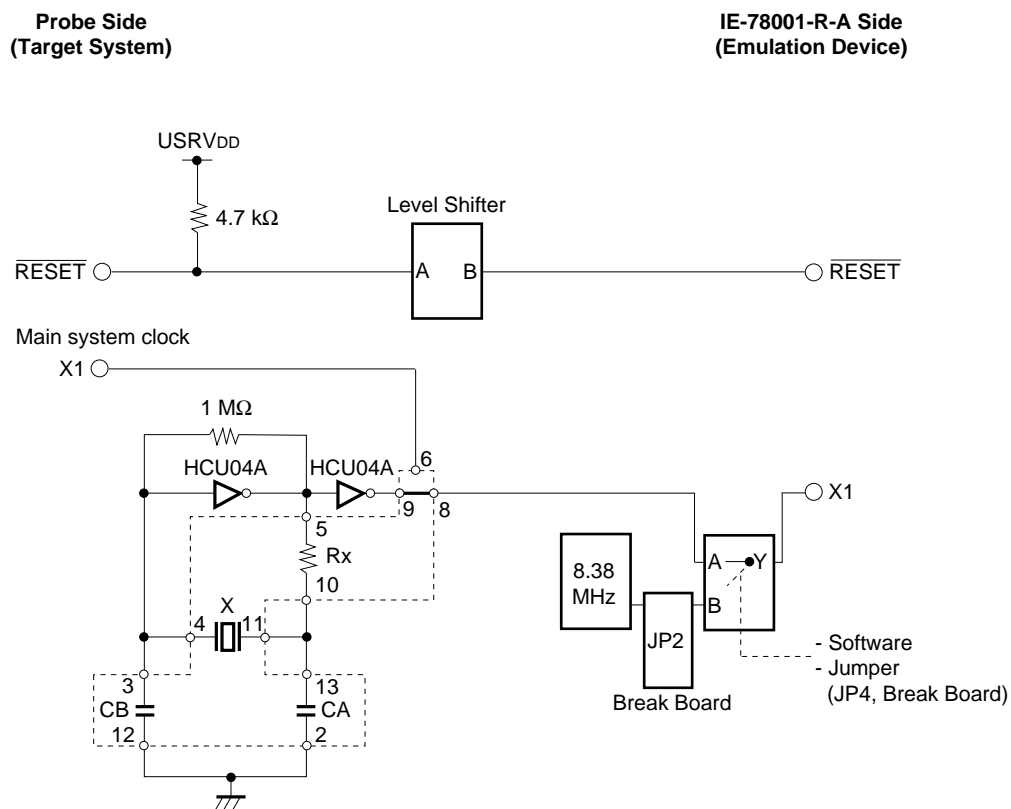 Probe Side
(Target System)
IE-78001-R-A Side
(Emulation Device)
USRVDD
4.7 kΩ
Level Shifter
RESET
A
B
RESET
Main system clock
X1
1 MΩ
HCU04A
HCU04A
6
9
8
X1
5
Rx
8.38
MHz
A
Y
B
10
X
4
11
JP2
- Software
- Jumper
(JP4, Break Board)
Break Board
3
13
CB
CA
12
2